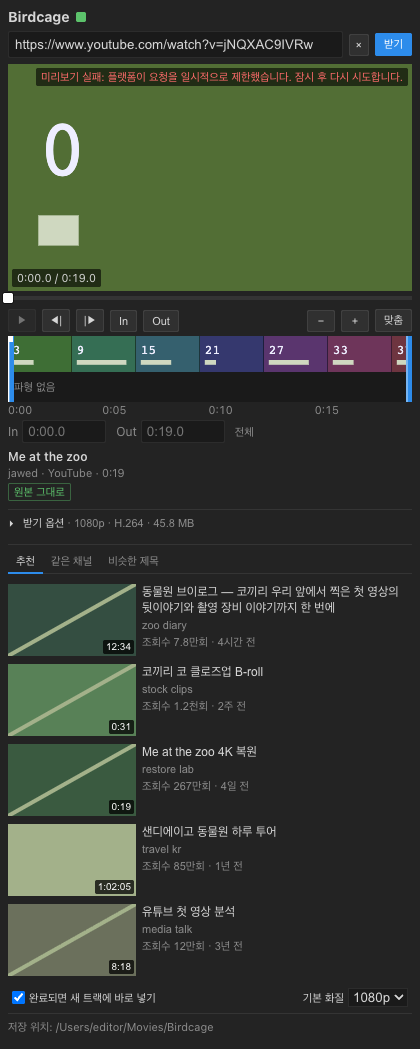 Birdcage
https://www.youtube.com/watch?v=jNQXAC9IVRw × 받기
미리보기 실패: 플랫폼이 요청을 일시적으로 제한했습니다. 잠시 후 다시 시도합니다.
0
0:00.0 / 0:19.0
In Out − + 맞춤
3 9 15 21 27 33 3
파형 없음
0:00 0:05 0:10 0:15
In 0:00.0 Out 0:19.0 전체
Me at the zoo
jawed · YouTube · 0:19
원본 그대로
받기 옵션 · 1080p · H.264 · 45.8 MB
추천 같은 채널 비슷한 제목
동물원 브이로그 — 코끼리 우리 앞에서 찍은 첫 영상의
뒷이야기와 촬영 장비 이야기까지 한 번에
zoo diary
조회수 7.8만회 · 4시간 전
12:34
코끼리 코 클로즈업 B-roll
stock clips
조회수 1.2천회 · 2주 전
0:31
Me at the zoo 4K 복원
restore lab
조회수 267만회 · 4일 전
0:19
샌디에이고 동물원 하루 투어
travel kr
조회수 85만회 · 1년 전
1:02:05
유튜브 첫 영상 분석
media talk
조회수 12만회 · 3년 전
8:18
완료되면 새 트랙에 바로 넣기 기본 화질 1080p
저장 위치: /Users/editor/Movies/Birdcage